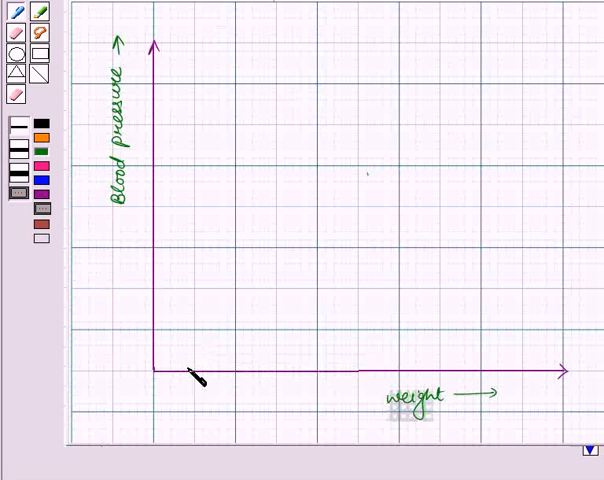 Blood pressure →
weight →